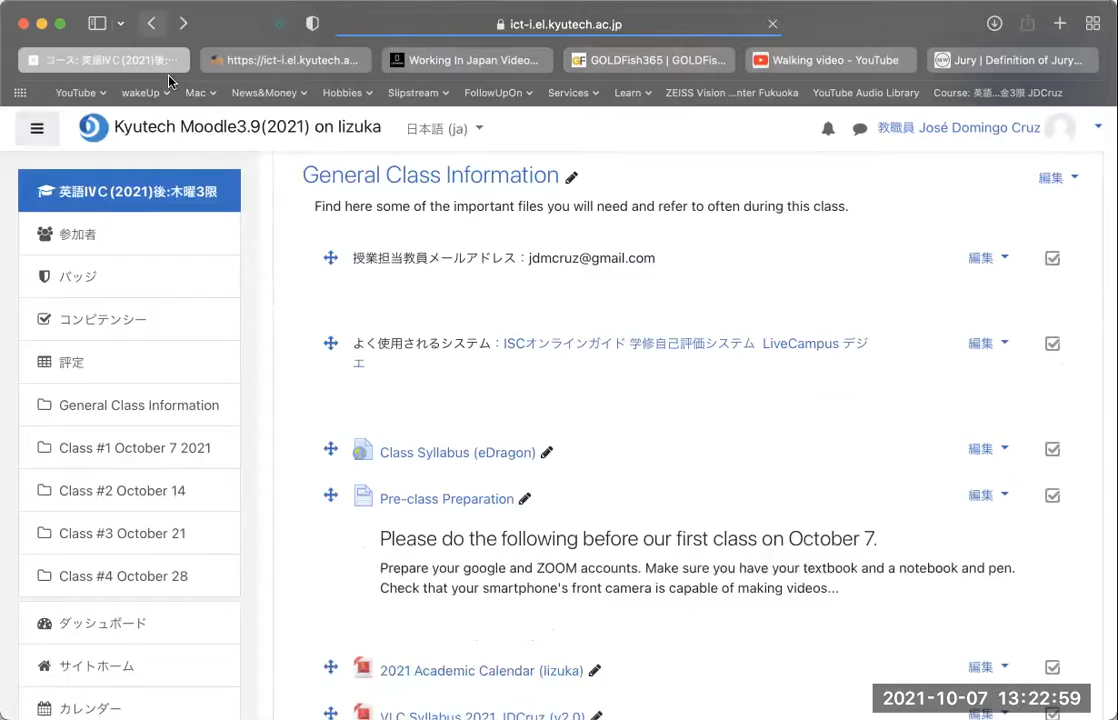 ict-i.el.kyutech.ac.jp
コース: 英語IV C (2021)後:...
https://ict-i.el.kyutech.a...
Working In Japan Video...
GOLDFish365 | GOLDFis...
Walking video - YouTube
Jury | Definition of Jury...
YouTube
wakeUp
Mac
News&Money
Hobbies
Slipstream
FollowUpOn
Services
Learn
ZEISS Vision ...nter Fukuoka
YouTube Audio Library
Course: 英語...金3限 JDCruz
Kyutech Moodle3.9(2021) on Iizuka
日本語 (ja)
教職員 José Domingo Cruz
英語IV C (2021)後:木曜3限
参加者
バッジ
コンピテンシー
評定
General Class Information
Class #1 October 7 2021
Class #2 October 14
Class #3 October 21
Class #4 October 28
ダッシュボード
サイトホーム
カレンダー
General Class Information
編集
Find here some of the important files you will need and refer to often during this class.
授業担当教員メールアドレス：jdmcruz@gmail.com
編集
よく使用されるシステム：ISCオンラインガイド 学修自己評価システム LiveCampus デジ
エ
編集
Class Syllabus (eDragon)
編集
Pre-class Preparation
編集
Please do the following before our first class on October 7.
Prepare your google and ZOOM accounts. Make sure you have your textbook and a notebook and pen.
Check that your smartphone's front camera is capable of making videos...
2021 Academic Calendar (Iizuka)
編集
VLC Syllabus 2021 JDCruz (v2.0)
編集
2021-10-07 13:22:59